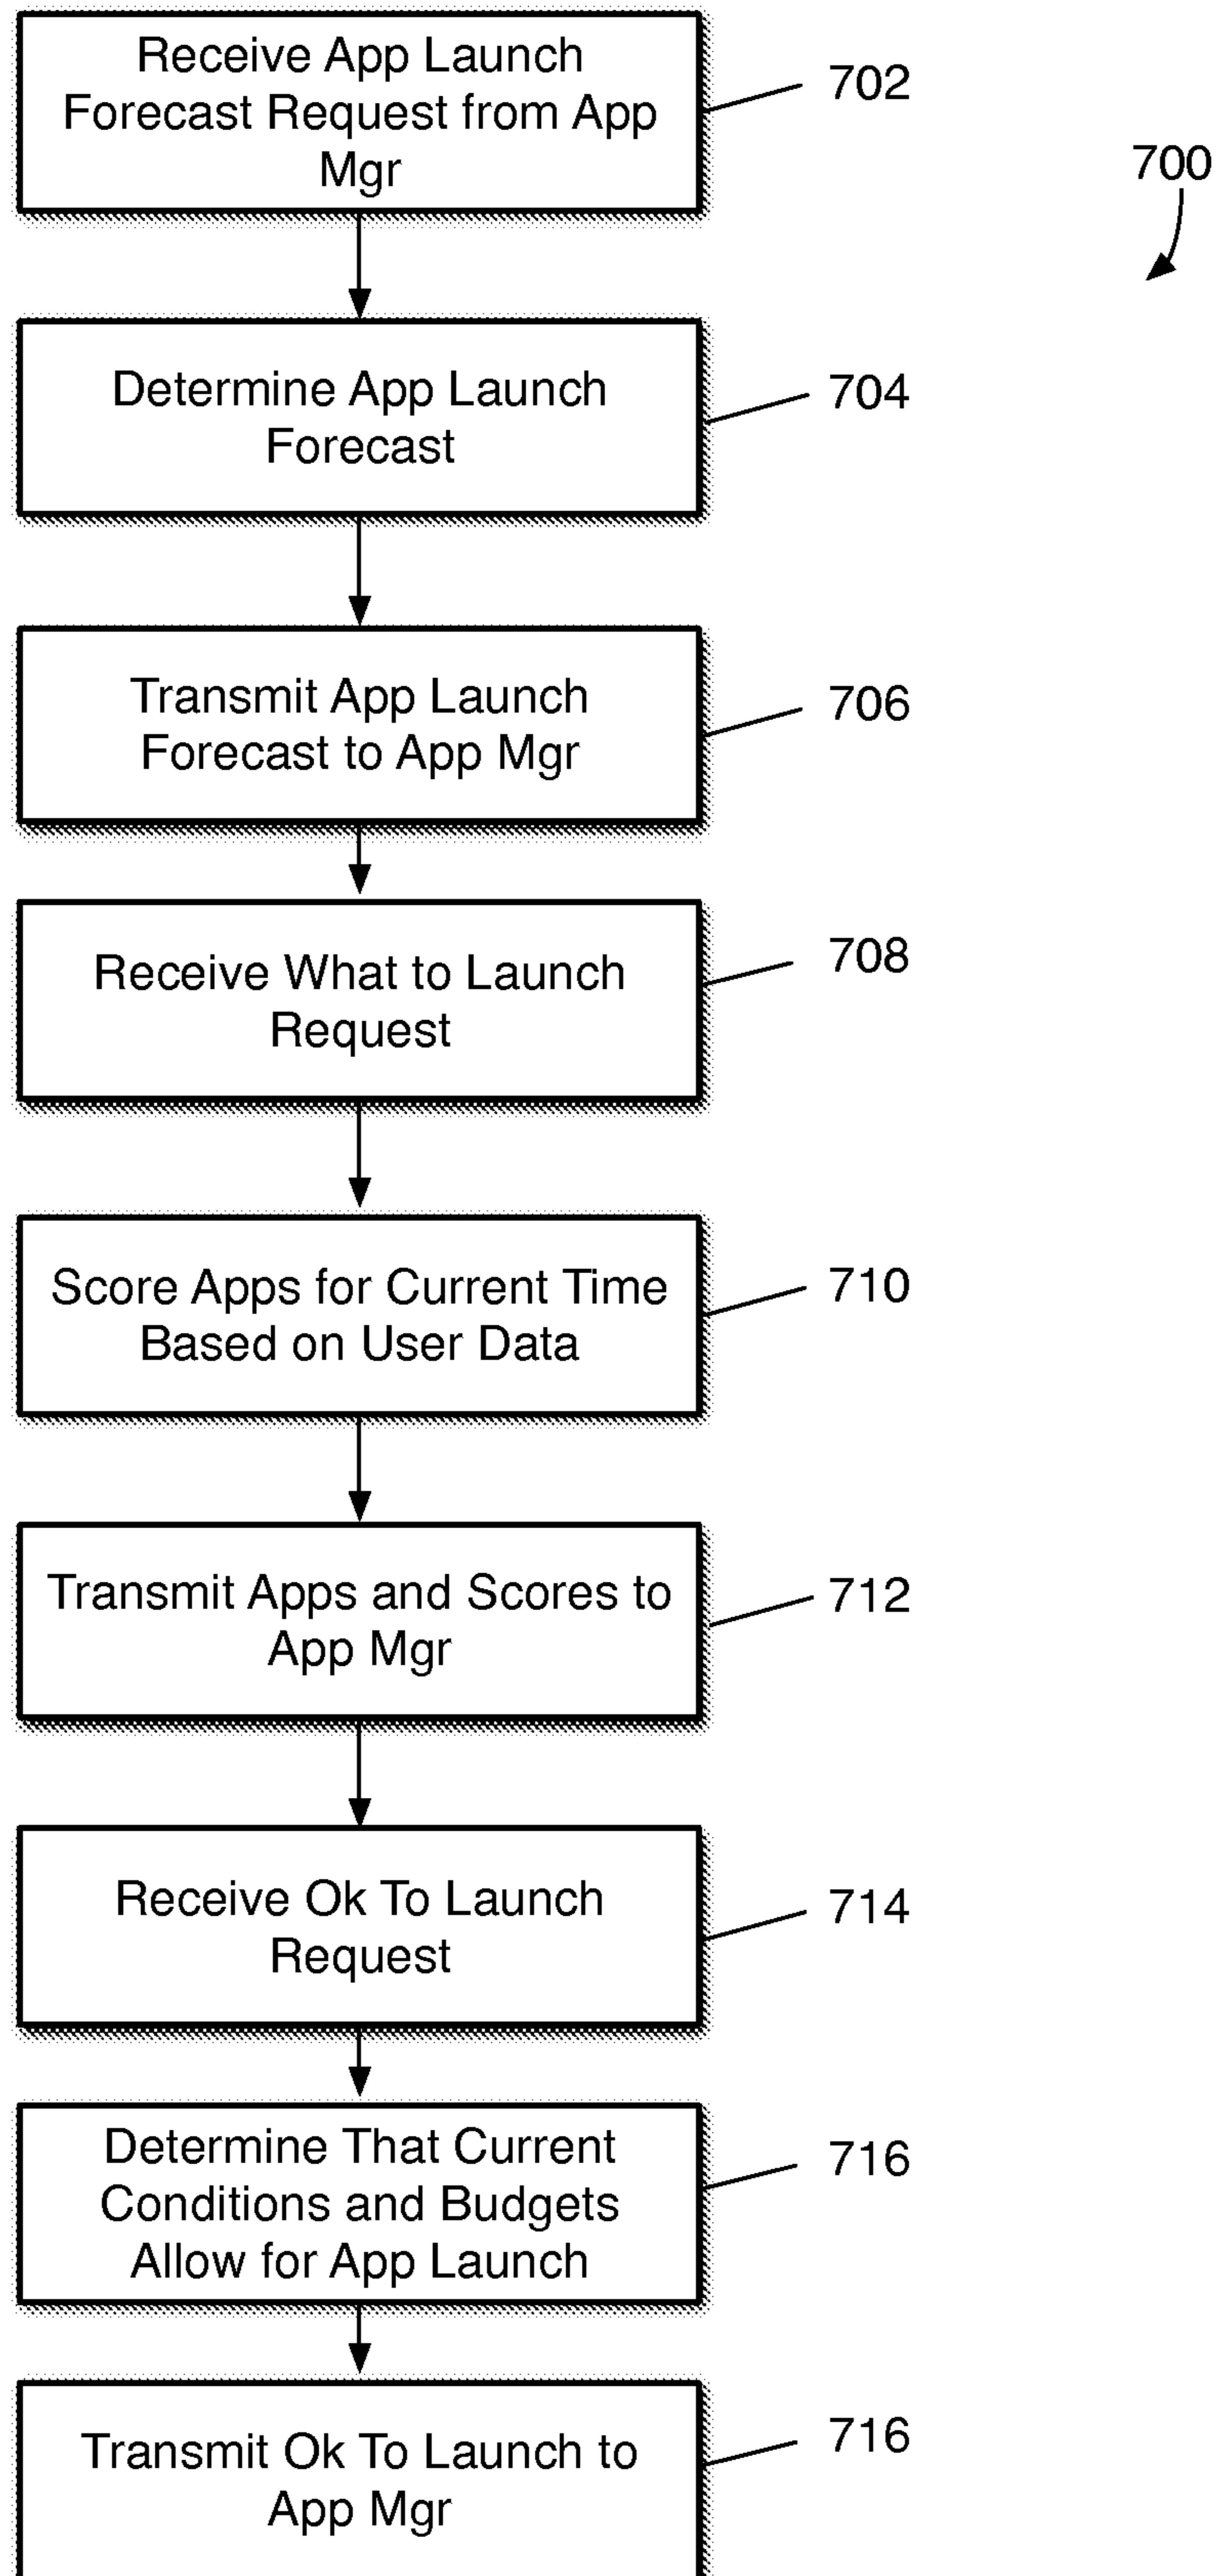 Receive App Launch
Forecast Request from App
Mgr
702
700
Determine App Launch
Forecast
704
Transmit App Launch
Forecast to App Mgr
706
Receive What to Launch
Request
708
Score Apps for Current Time
Based on User Data
710
Transmit Apps and Scores to
App Mgr
712
Receive Ok To Launch
Request
714
Determine That Current
Conditions and Budgets
Allow for App Launch
716
Transmit Ok To Launch to
App Mgr
716